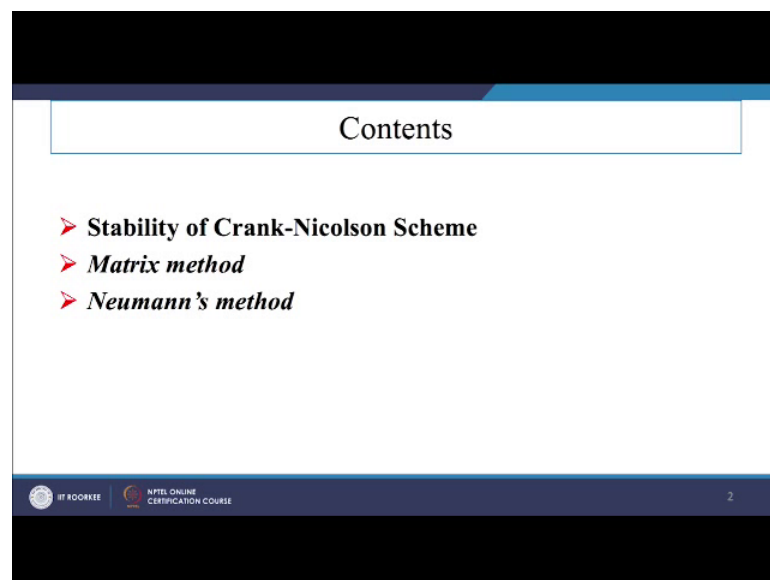 Contents
Stability of Crank-Nicolson Scheme
Matrix method
Neumann's method
IIT ROORKEE
NPTEL ONLINE
CERTIFICATION COURSE
2